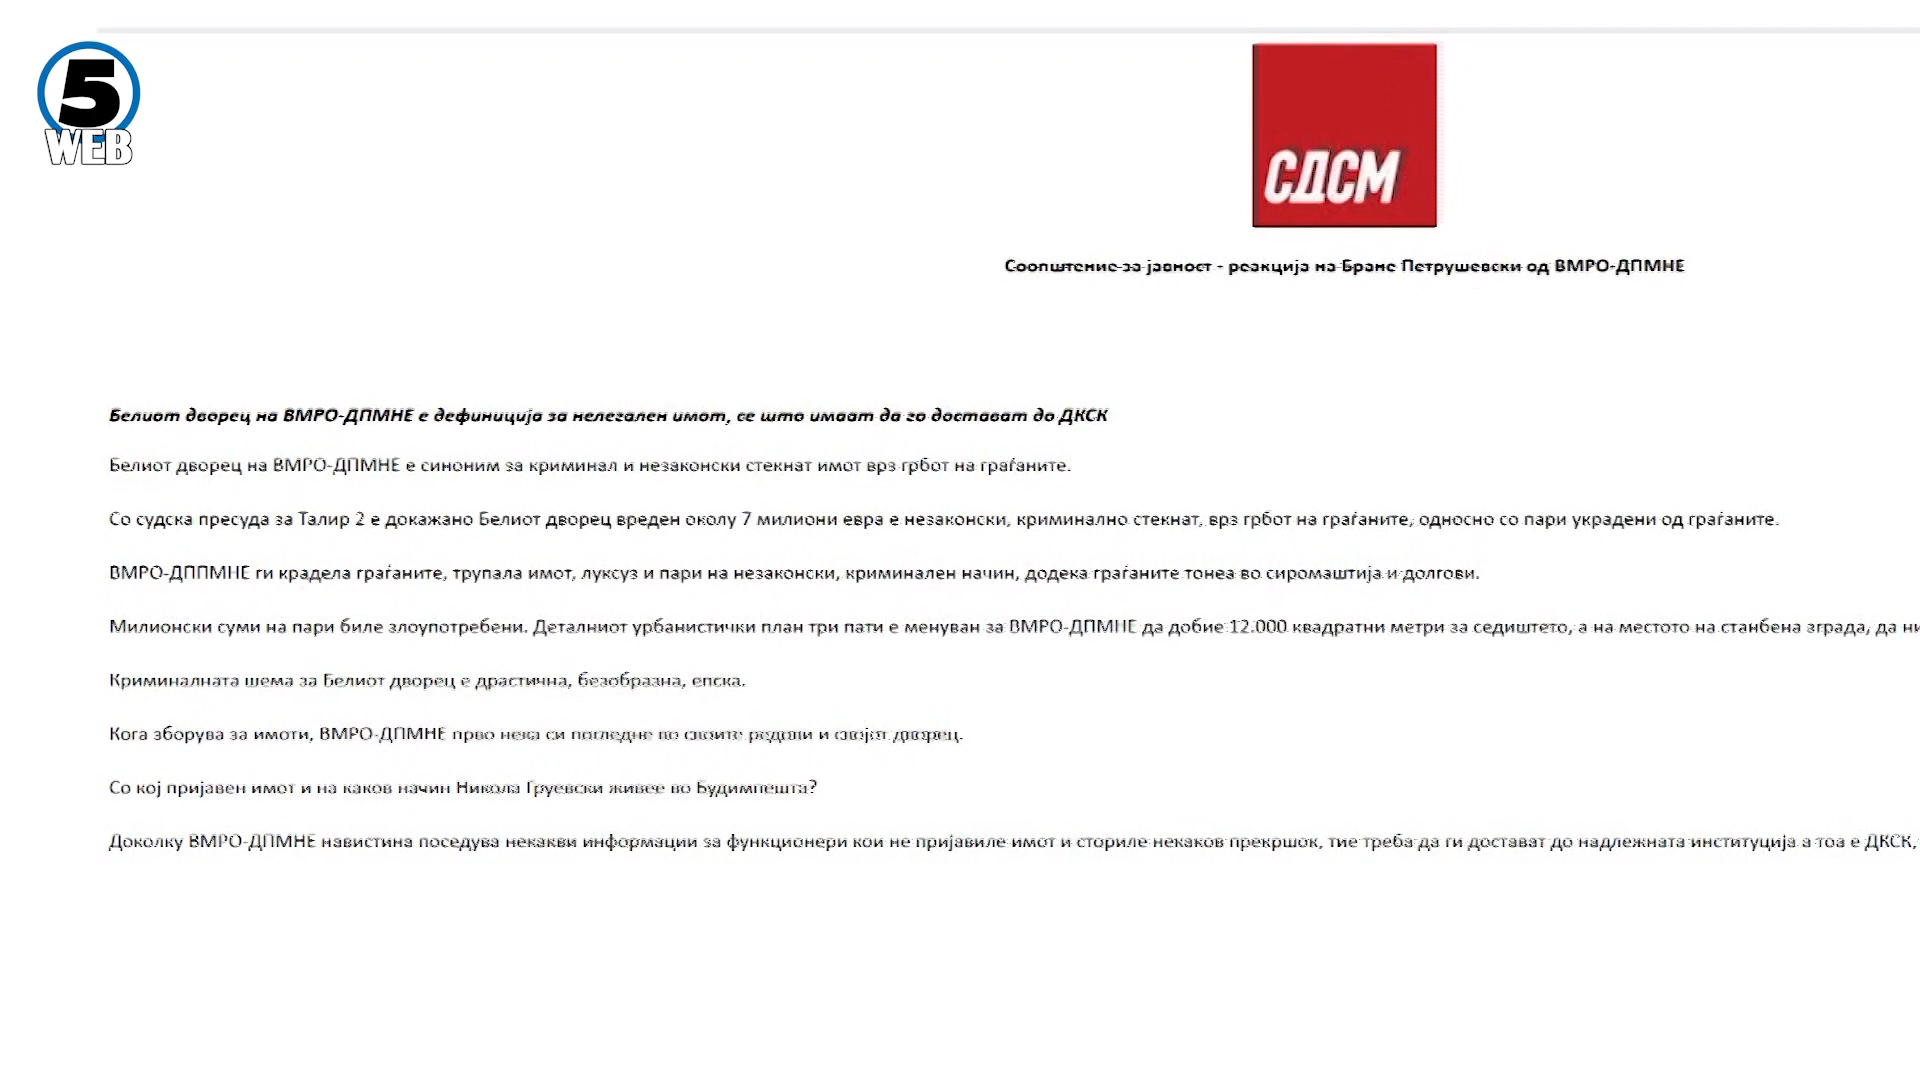 5
WEB
СДСМ
Соопштение за јавност - реакција на Бране Петрушевски од ВМРО-ДПМНЕ
Белиот дворец на ВМРО-ДПМНЕ е дефиниција за нелегален имот, се што имаат да го достават до ДКСК
Белиот дворец на ВМРО-ДПМНЕ е синоним за криминал и незаконски стекнат имот врз грбот на граѓаните.
Со судска пресуда за Талир 2 е докажано Белиот дворец вреден околу 7 милиони евра е незаконски, криминално стекнат, врз грбот на граѓаните, односно со пари украдени од граѓаните.
ВМРО-ДППМНЕ ги крадела граѓаните, трупала имот, луксуз и пари на незаконски, криминален начин, додека граѓаните тонеа во сиромаштија и долгови.
Милионски суми на пари биле злоупотребени. Деталниот урбанистички план три пати е менуван за ВМРО-ДПМНЕ да добие 12.000 квадратни метри за седиштето, а на местото на станбена зграда, да ни
Криминалната шема за Белиот дворец е драстична, безобразна, епска.
Кога зборува за имоти, ВМРО-ДПМНЕ прво нека си погледне во своите редови и својот дворец.
Со кој пријавен имот и на каков начин Никола Груевски живее во Будимпешта?
Доколку ВМРО-ДПМНЕ навистина поседува некакви информации за функционери кои не пријавиле имот и сториле некаков прекршок, тие треба да ги достават до надлежната институција а тоа е ДКСК,